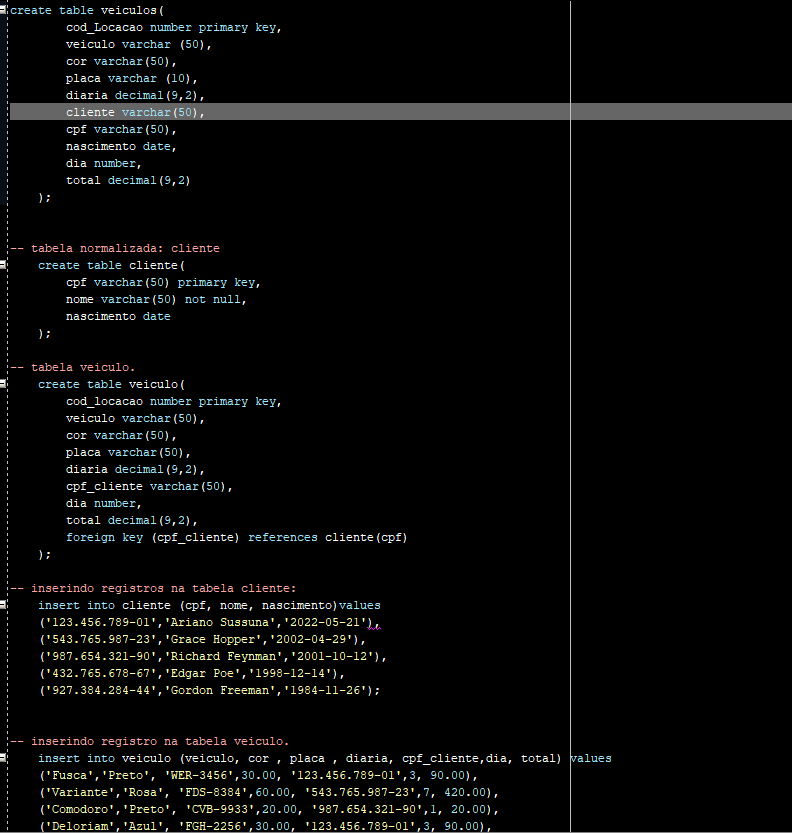 create table veiculos(
cod_Locacao number primary key,
veiculo varchar (50),
cor varchar(50),
placa varchar (10),
diaria decimal(9,2),
cliente varchar(50),
cpf varchar(50),
nascimento date,
dia number,
total decimal(9,2)
);
-- tabela normalizada: cliente
create table cliente(
cpf varchar(50) primary key,
nome varchar(50) not null,
nascimento date
);
-- tabela veiculo.
create table veiculo(
cod_locacao number primary key,
veiculo varchar(50),
cor varchar(50),
placa varchar(50),
diaria decimal(9,2),
cpf_cliente varchar(50),
dia number,
total decimal(9,2),
foreign key (cpf_cliente) references cliente(cpf)
);
-- inserindo registros na tabela cliente:
insert into cliente (cpf, nome, nascimento)values
('123.456.789-01','Ariano Sussuna','2022-05-21'),
('543.765.987-23','Grace Hopper','2002-04-29'),
('987.654.321-90','Richard Feynman','2001-10-12'),
('432.765.678-67','Edgar Poe','1998-12-14'),
('927.384.284-44','Gordon Freeman','1984-11-26');
-- inserindo registro na tabela veiculo.
insert into veiculo (veiculo, cor , placa , diaria, cpf_cliente,dia, total) values
('Fusca','Preto', 'WER-3456',30.00, '123.456.789-01',3, 90.00),
('Variante','Rosa', 'FDS-8384',60.00, '543.765.987-23',7, 420.00),
('Comodoro','Preto', 'CVB-9933',20.00, '987.654.321-90',1, 20.00),
('Deloriam','Azul', 'FGH-2256',30.00, '123.456.789-01',3, 90.00),